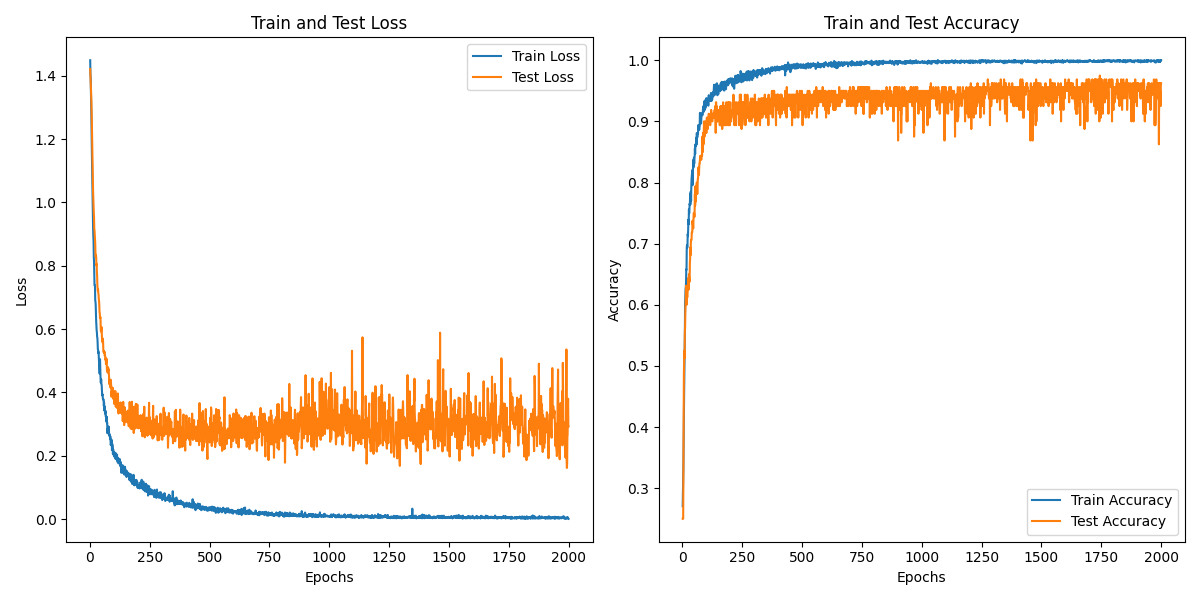 Train and Test Loss
Train Loss
Test Loss
1.4
1.2
1.0
0.8
0.6
0.4
0.2
0.0
Loss
0 250 500 750 1000 1250 1500 1750 2000
Epochs
Train and Test Accuracy
1.0
0.9
0.8
0.7
0.6
0.5
0.4
0.3
Accuracy
Train Accuracy
Test Accuracy
0 250 500 750 1000 1250 1500 1750 2000
Epochs